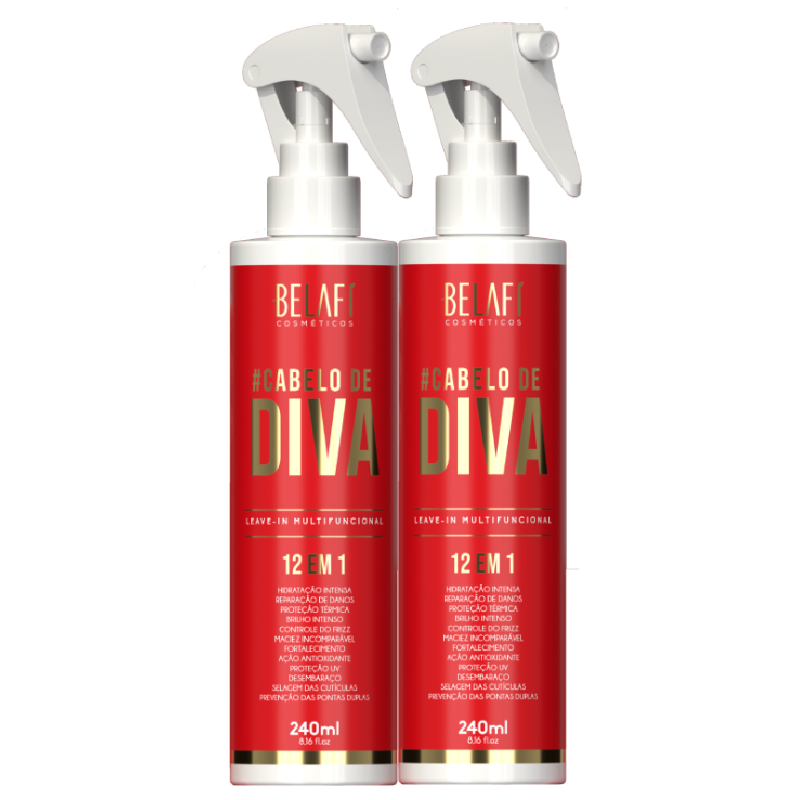 BELAFÍ
COSMÉTICOS
#CABELO DE
DIVA
LEAVE-IN MULTIFUNCIONAL
12 EM 1
HIDRATAÇÃO INTENSA
REPARAÇÃO DE DANOS
PROTEÇÃO TÉRMICA
BRILHO INTENSO
CONTROLE DO FRIZZ
MACIEZ INCOMPARÁVEL
FORTALECIMENTO
AÇÃO ANTIOXIDANTE
PROTEÇÃO UV
DESEMBARAÇO
SELAGEM DAS CUTÍCULAS
PREVENÇÃO DAS PONTAS DUPLAS
240ml
8,16 fl.oz
BELAFÍ
COSMÉTICOS
#CABELO DE
DIVA
LEAVE-IN MULTIFUNCIONAL
12 EM 1
HIDRATAÇÃO INTENSA
REPARAÇÃO DE DANOS
PROTEÇÃO TÉRMICA
BRILHO INTENSO
CONTROLE DO FRIZZ
MACIEZ INCOMPARÁVEL
FORTALECIMENTO
AÇÃO ANTIOXIDANTE
PROTEÇÃO UV
DESEMBARAÇO
SELAGEM DAS CUTÍCULAS
PREVENÇÃO DAS PONTAS DUPLAS
240ml
8,16 fl.oz